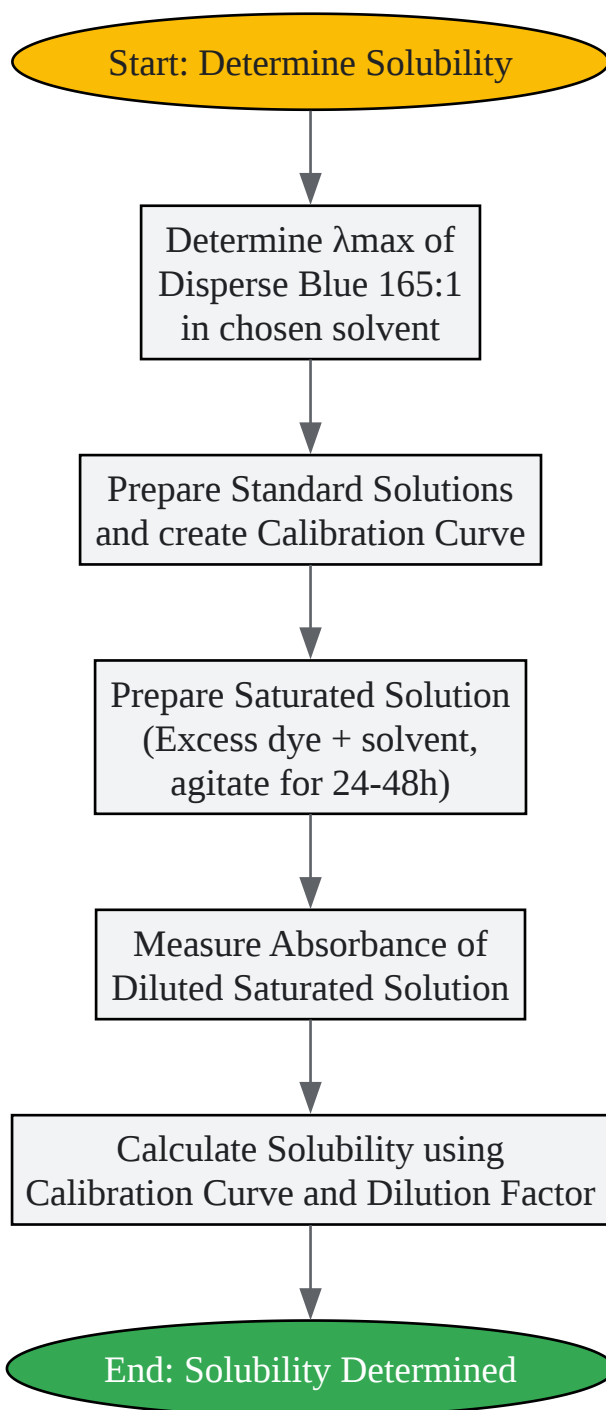 Start: Determine Solubility
Determine λmax of
Disperse Blue 165:1
in chosen solvent
Prepare Standard Solutions
and create Calibration Curve
Prepare Saturated Solution
(Excess dye + solvent,
agitate for 24-48h)
Measure Absorbance of
Diluted Saturated Solution
Calculate Solubility using
Calibration Curve and Dilution Factor
End: Solubility Determined